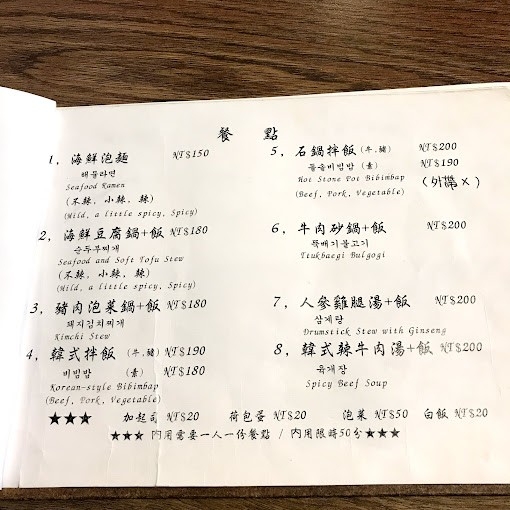 餐 點
1, 海鮮泡麵 NT$150
해물라면
Seafood Ramen
(不辣, 小辣, 辣)
(Mild, a little spicy, Spicy)
2, 海鮮豆腐鍋+飯 NT$180
순두부찌개
Seafood and Soft Tofu Stew
(不辣, 小辣, 辣)
(Mild, a little spicy, Spicy)
3, 豬肉泡菜鍋+飯 NT$180
돼지김치찌개
Kimchi Stew
4, 韓式拌飯 (牛,豬) NT$190
비빔밥 (素) NT$180
Korean-style Bibimbap
(Beef, Pork, Vegetable)
5, 石鍋拌飯 (牛,豬) NT$200
돌솥비빔밥 (素) NT$190
Hot Stone Pot Bibimbap
(Beef, Pork, Vegetable)
(外帶×)
6, 牛肉砂鍋+飯 NT$200
뚝배기불고기
Ttukbaegi Bulgogi
7, 人參雞腿湯+飯 NT$200
삼계탕
Drumstick Stew with Ginseng
8, 韓式辣牛肉湯+飯 NT$200
육개장
Spicy Beef Soup
★★★ 加起司 NT$20 荷包蛋 NT$20 泡菜 NT$50 白飯 NT$20
★★★ 內用需要一人一份餐點 / 內用限時50分★★★